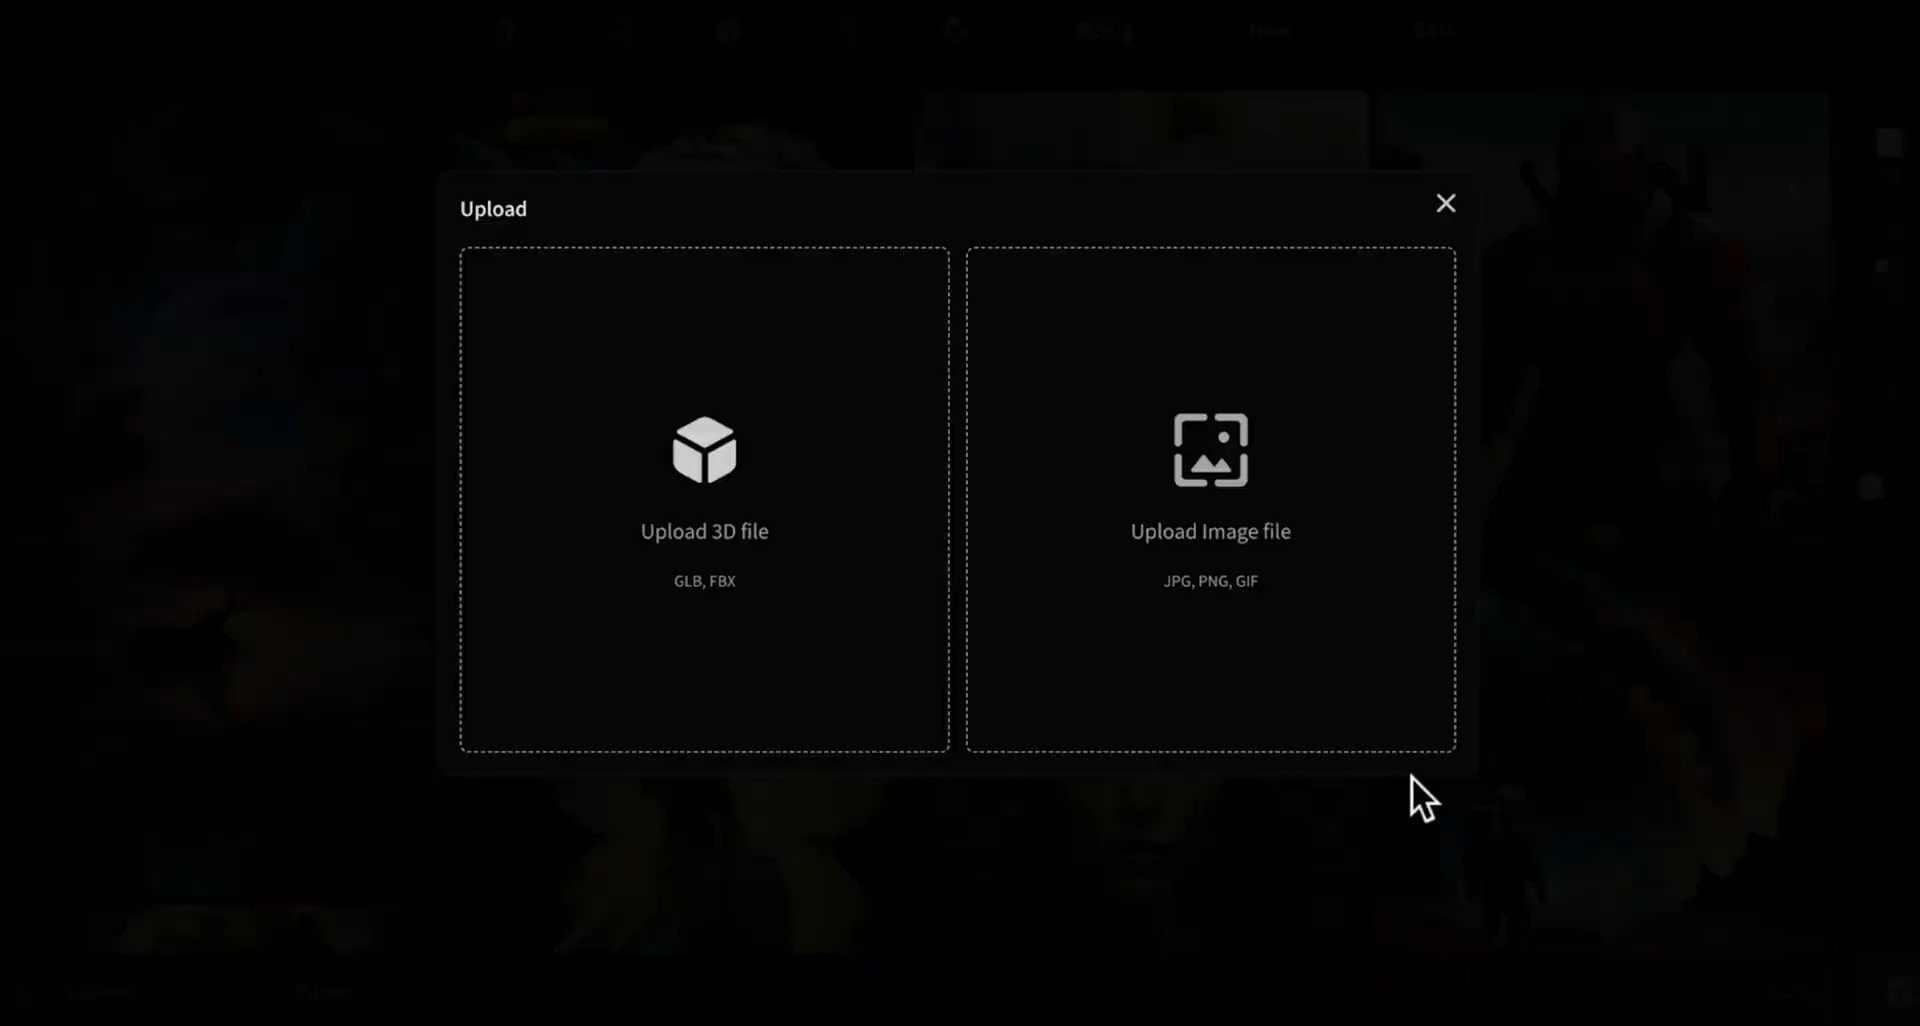 Upload
Upload 3D file
GLB, FBX
Upload Image file
JPG, PNG, GIF